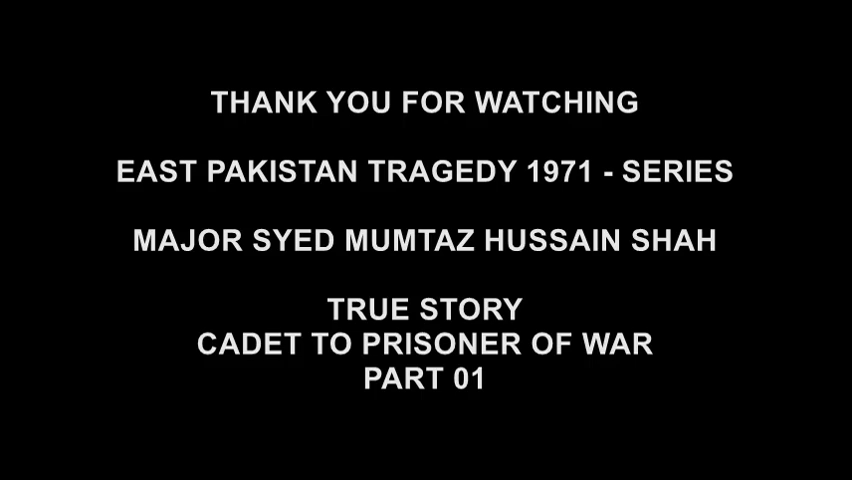 THANK YOU FOR WATCHING
EAST PAKISTAN TRAGEDY 1971 - SERIES
MAJOR SYED MUMTAZ HUSSAIN SHAH
TRUE STORY
CADET TO PRISONER OF WAR
PART 01